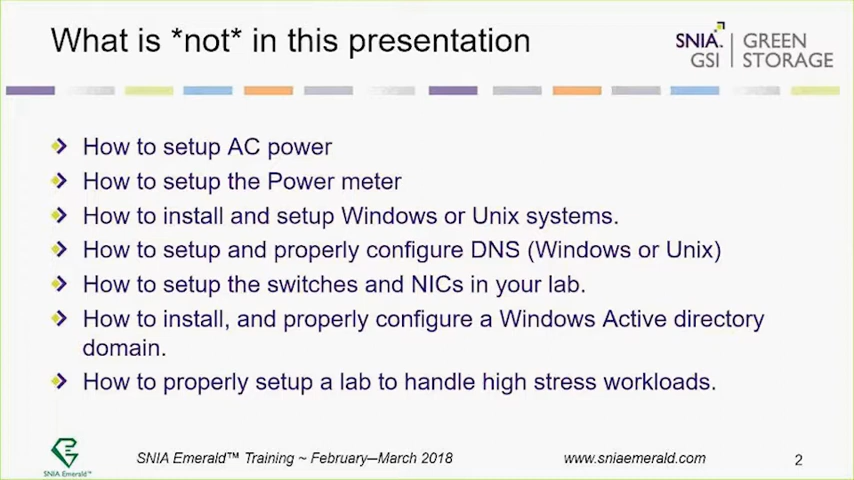 What is *not* in this presentation
SNIA.
GSI
GREEN
STORAGE
How to setup AC power
How to setup the Power meter
How to install and setup Windows or Unix systems.
How to setup and properly configure DNS (Windows or Unix)
How to setup the switches and NICs in your lab.
How to install, and properly configure a Windows Active directory
domain.
How to properly setup a lab to handle high stress workloads.
SNIA Emerald™
SNIA Emerald™ Training ~ February—March 2018
www.sniaemerald.com
2